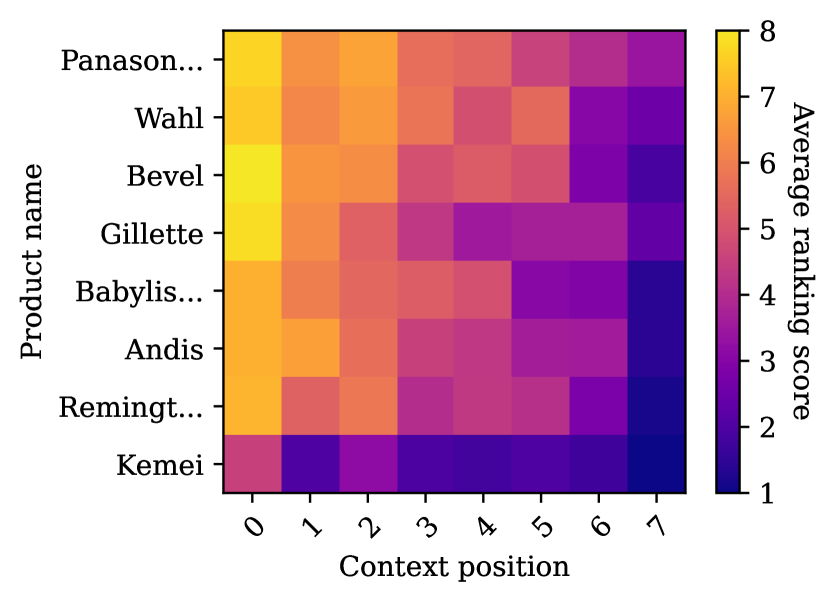 Panason...
Wahl
Bevel
Gillette
Babylis...
Andis
Remingt...
Kemei
Product name
0 1 2 3 4 5 6 7
Context position
8
7
6
5
4
3
2
1
Average ranking score